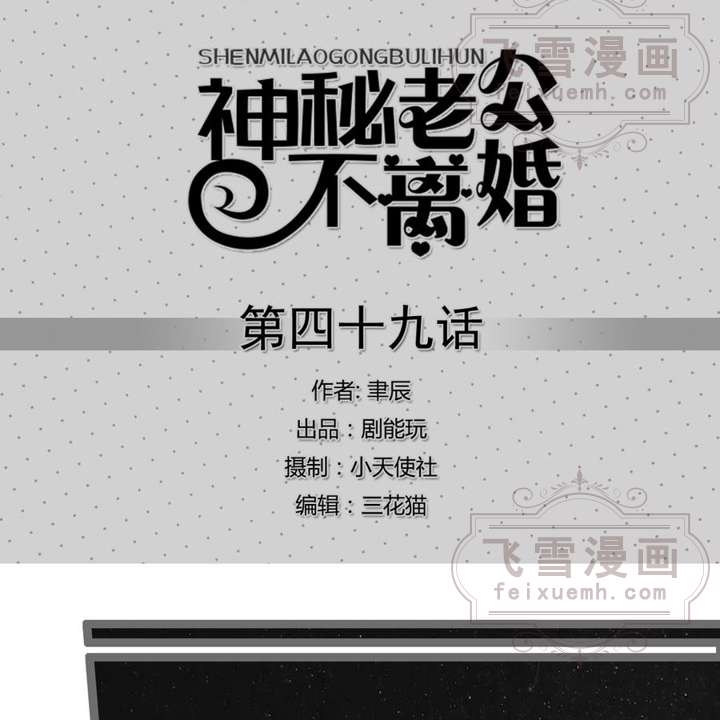 SHENMILAOGONGBULIHUN
神秘老公
不离婚
第四十九话
作者: 聿辰
出品：剧能玩
摄制：小天使社
编辑：三花猫
飞雪漫画
feixuemh.com
飞雪漫画
feixuemh.com